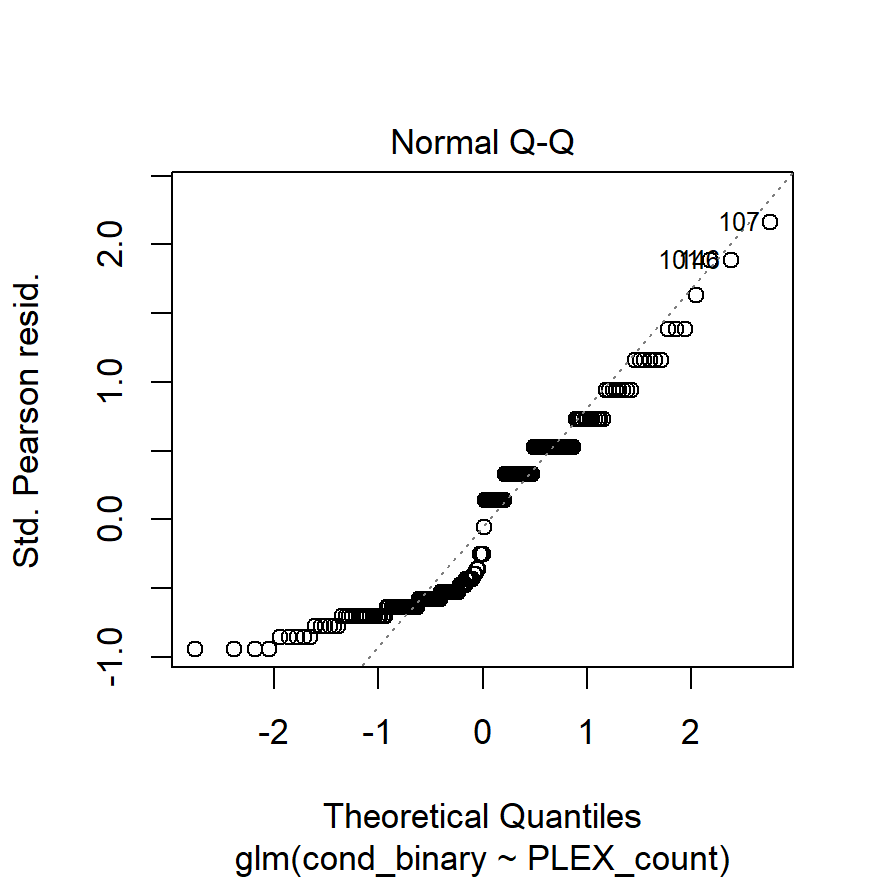 Normal Q-Q
Std. Pearson resid.
2.0
1.0
0.0
-1.0
107
-2
-1
0
1
2
Theoretical Quantiles
glm(cond_binary ~ PLEX_count)